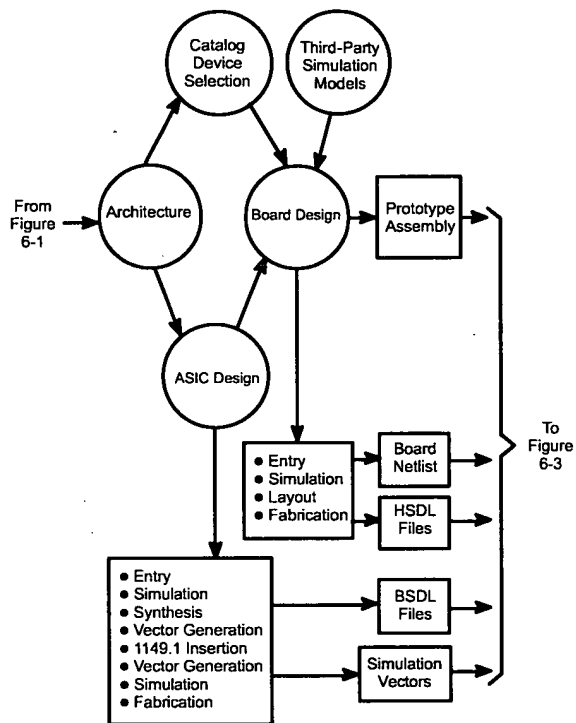 Catalog
Device
Selection
Third-Party
Simulation
Models
From
Figure
6-1
Architecture
Board Design
Prototype
Assembly
ASIC Design
To
Figure
6-3
● Entry
● Simulation
● Layout
● Fabrication
Board
Netlist
HSDL
Files
● Entry
● Simulation
● Synthesis
● Vector Generation
● 1149.1 Insertion
● Vector Generation
● Simulation
● Fabrication
BSDL
Files
Simulation
Vectors